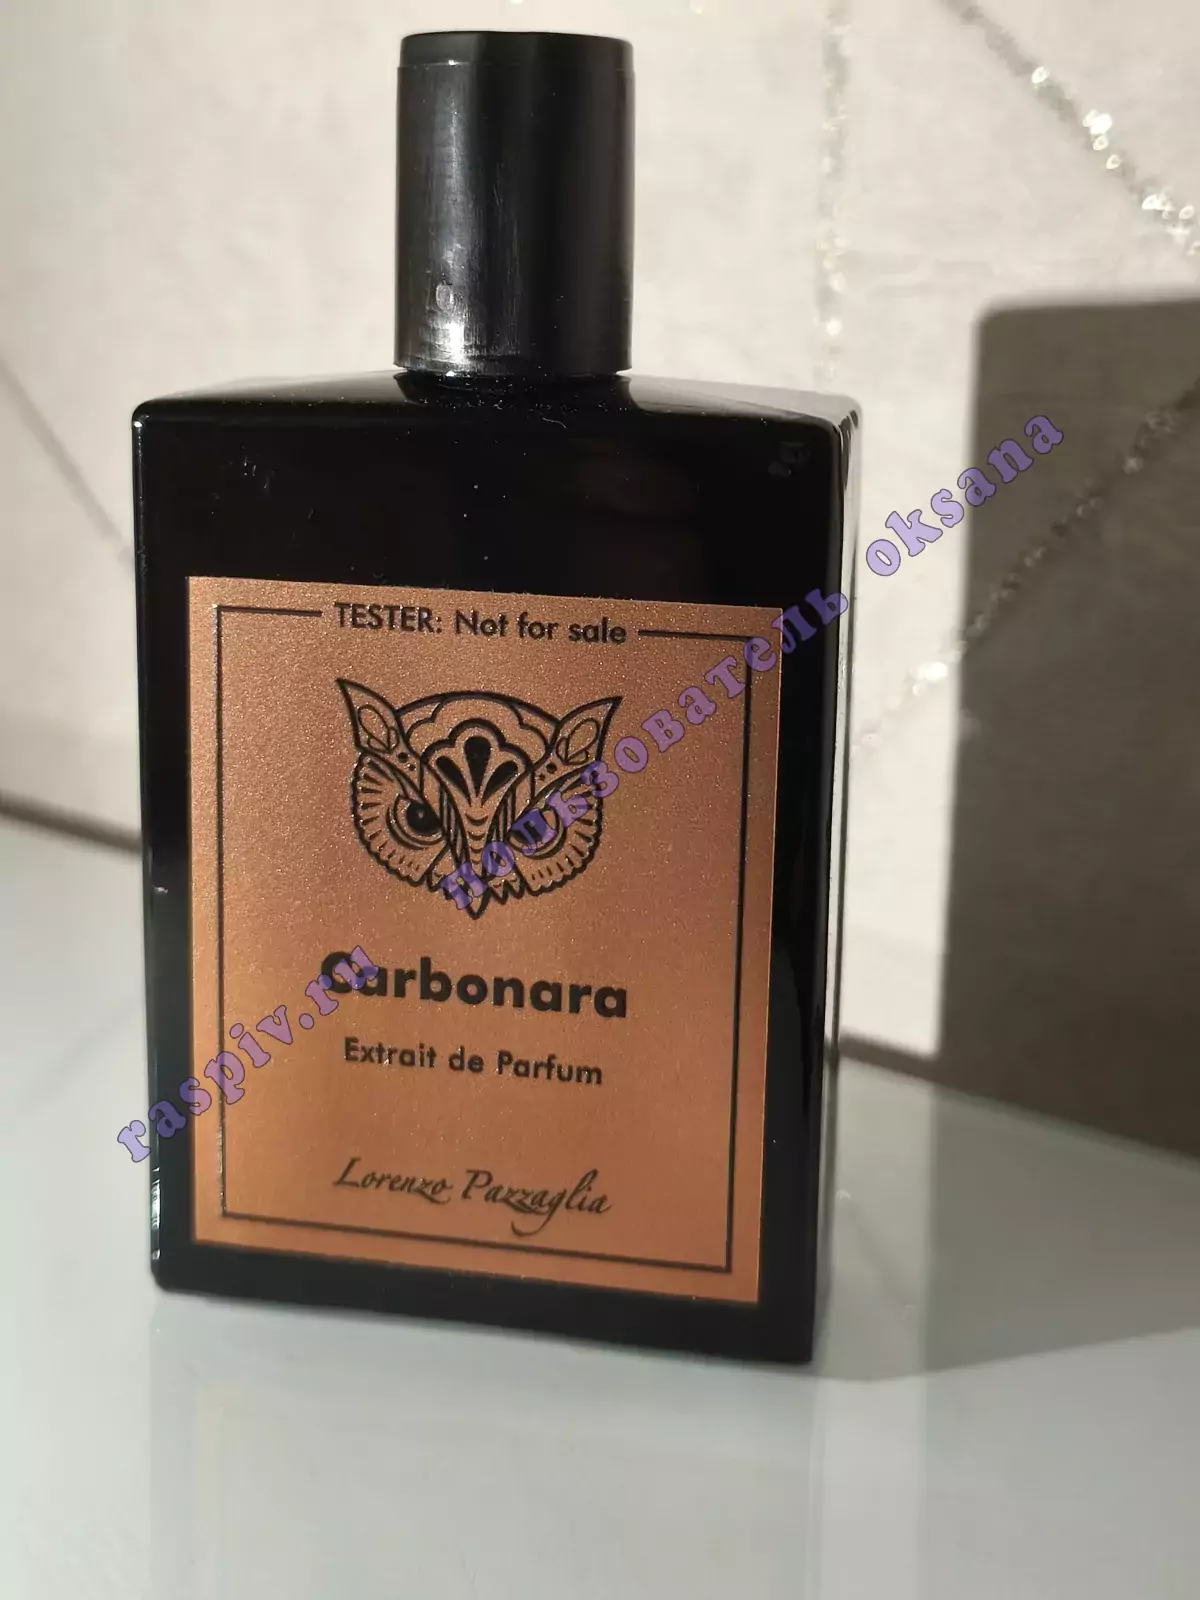 TESTER: Not for sale
Carbonara
Extrait de Parfum
Lorenzo Pazzaglia
raspiv.ru пользователь oksana